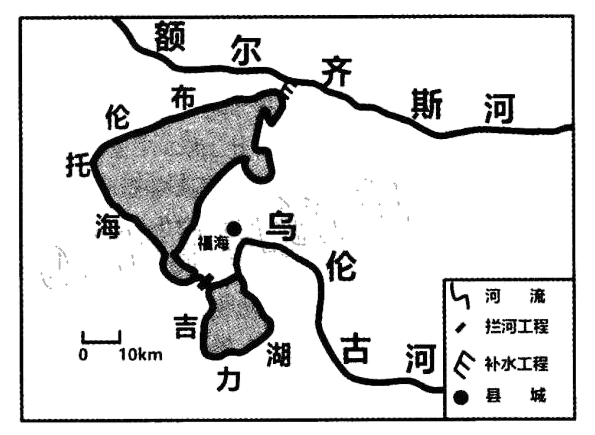 额尔齐斯河
布伦托海
福海
乌伦古河
吉力湖
0 10km
河流
拦河工程
补水工程
县城